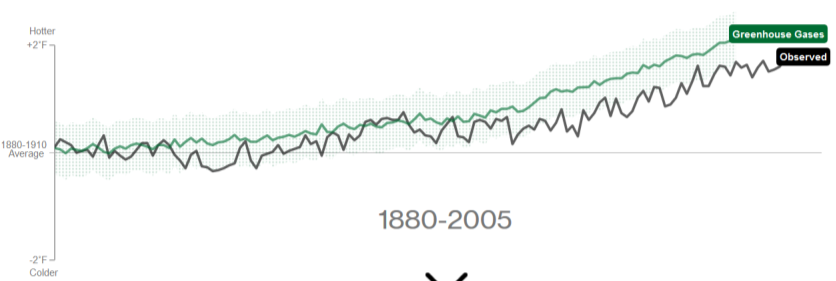 Hotter
+2°F
Greenhouse Gases
Observed
1880-1910
Average
1880-2005
-2°F
Colder